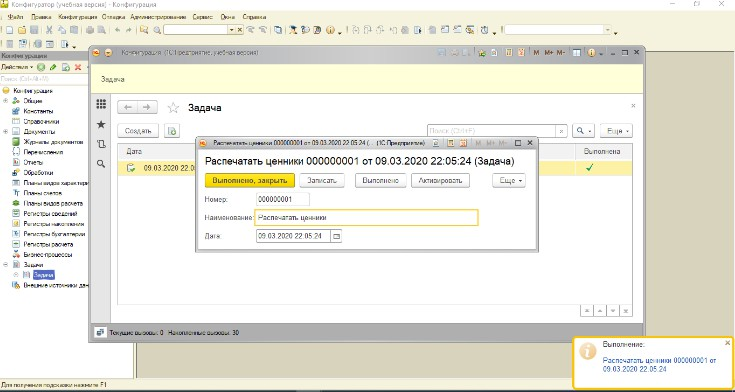 Конфигуратор (учебная версия) - Конфигурация
Файл Правка Конфигурация Отладка Администрирование Сервис Окна Справка
Конфигурация
Действия
Поиск (Ctrl+Alt+M)
Конфигурация
Общие
Константы
Справочники
Документы
Журналы документов
Перечисления
Отчеты
Обработки
Планы видов характери
Планы счетов
Планы видов расчета
Регистры сведений
Регистры накопления
Регистры бухгалтерии
Регистры расчета
Бизнес-процессы
Задачи
Задача
Внешние источники дан
Конфигурация (1С:Предприятие, учебная версия)
M M+ M-
Задача
Задача
Создать
Поиск (Ctrl+F)
Еще
Дата
Выполнена
09.03.2020 22:0
Распечатать ценники 000000001 от 09.03.2020 22:05:24 (... (1С:Предприятие)
M M+ M-
Распечатать ценники 000000001 от 09.03.2020 22:05:24 (Задача)
Выполнено, закрыть Записать Выполнено Активировать Еще
Номер: 000000001
Наименование: Распечатать ценники
Дата: 09.03.2020 22:05:24
Текущие вызовы: 0 Накопленные вызовы: 30
Выполнение:
Распечатать ценники 000000001 от
09.03.2020 22:05:24
Для получения подсказки нажмите F1